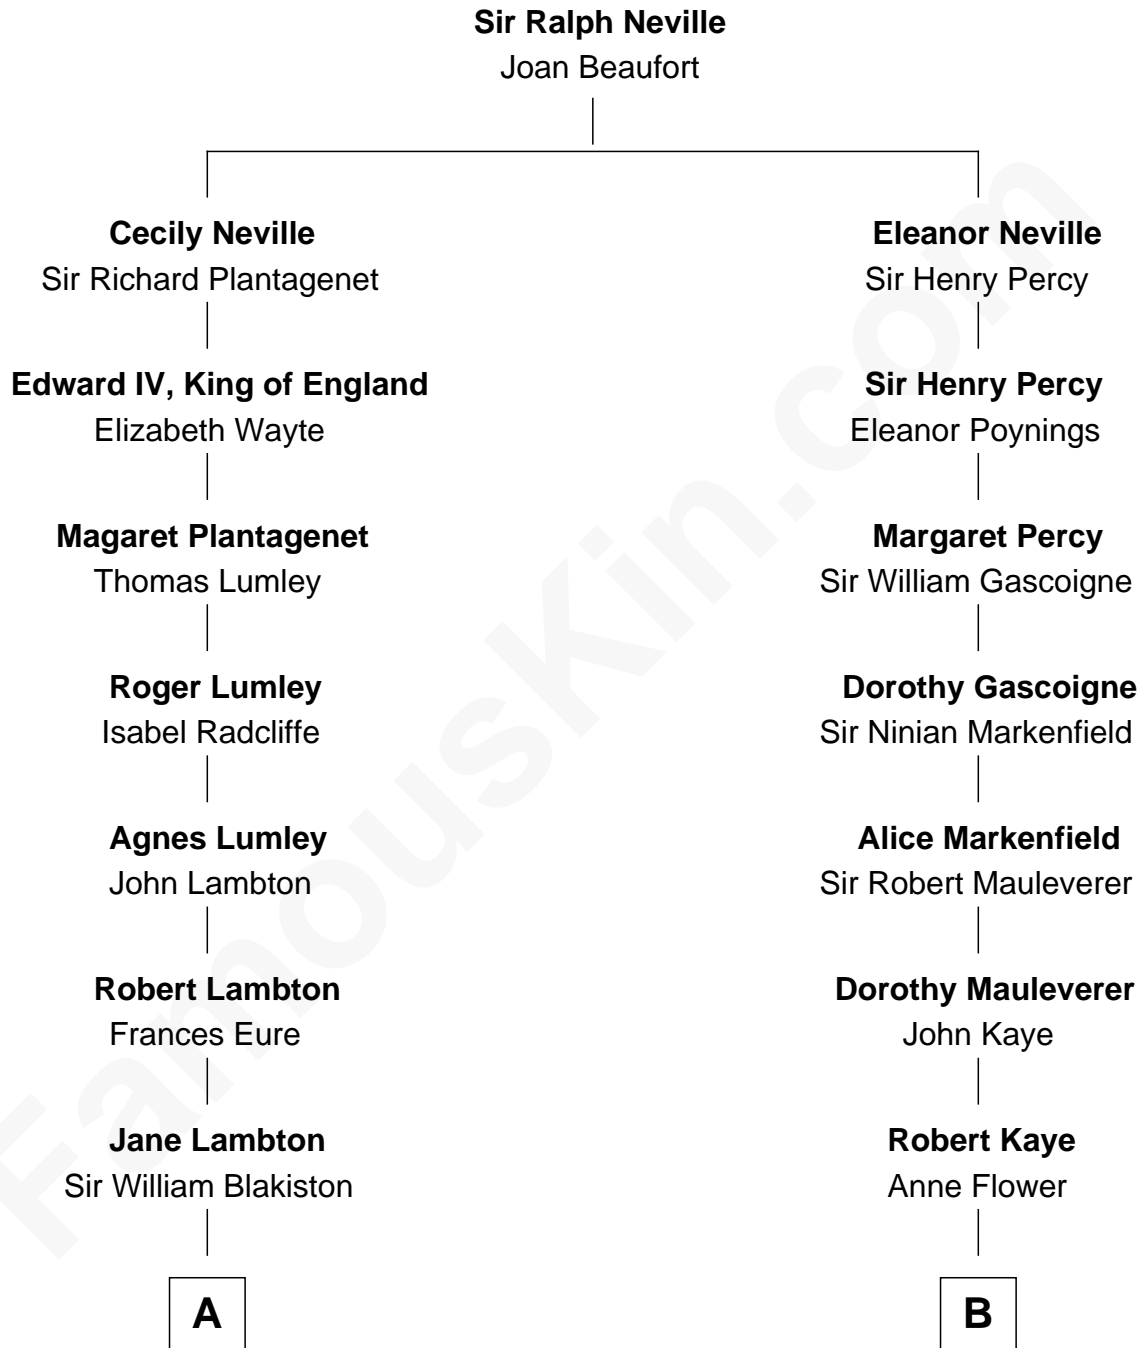 Sir Ralph Neville
Joan Beaufort
Cecily Neville
Sir Richard Plantagenet
Eleanor Neville
Sir Henry Percy
Edward IV, King of England
Elizabeth Wayte
Sir Henry Percy
Eleanor Poynings
Magaret Plantagenet
Thomas Lumley
Margaret Percy
Sir William Gascoigne
Roger Lumley
Isabel Radcliffe
Dorothy Gascoigne
Sir Ninian Markenfield
Agnes Lumley
John Lambton
Alice Markenfield
Sir Robert Mauleverer
Robert Lambton
Frances Eure
Dorothy Mauleverer
John Kaye
Jane Lambton
Sir William Blakiston
Robert Kaye
Anne Flower
A
B
FamousKin.com